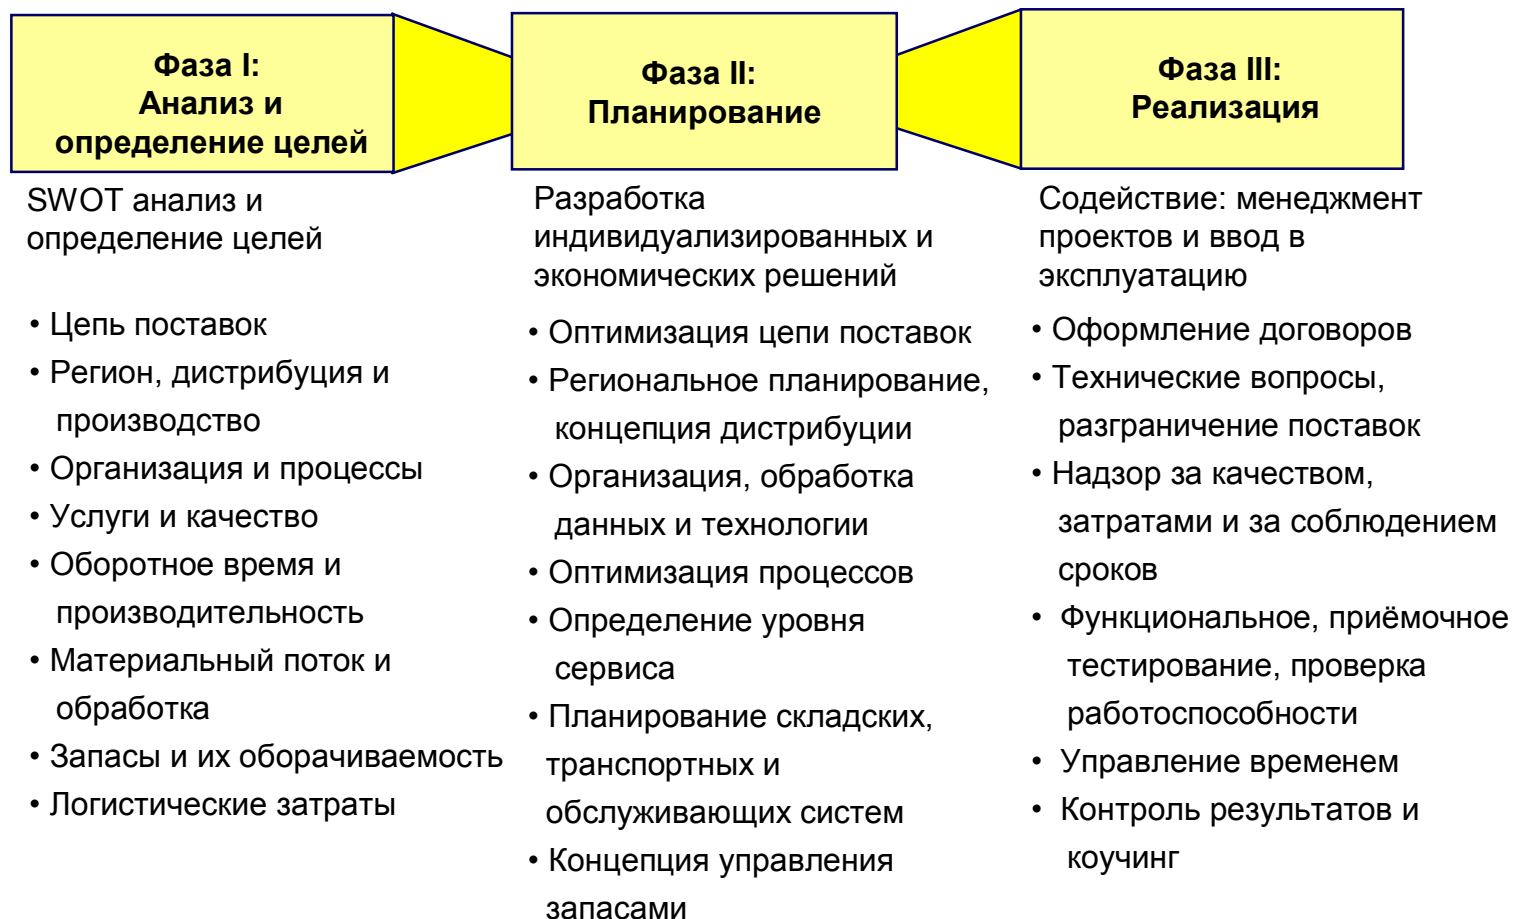 Фаза I:
Анализ и
определение целей
SWOT анализ и
определение целей
• Цепь поставок
• Регион, дистрибуция и
производство
• Организация и процессы
• Услуги и качество
• Оборотное время и
производительность
• Материальный поток и
обработка
• Запасы и их оборачиваемость
• Логистические затраты
Фаза II:
Планирование
Разработка
индивидуализированных и
экономических решений
• Оптимизация цепи поставок
• Региональное планирование,
концепция дистрибуции
• Организация, обработка
данных и технологии
• Оптимизация процессов
• Определение уровня
сервиса
• Планирование складских,
транспортных и
обслуживающих систем
• Концепция управления
запасами
Фаза III:
Реализация
Содействие: менеджмент
проектов и ввод в
эксплуатацию
• Оформление договоров
• Технические вопросы,
разграничение поставок
• Надзор за качеством,
затратами и за соблюдением
сроков
• Функциональное, приёмочное
тестирование, проверка
работоспособности
• Управление временем
• Контроль результатов и
коучинг